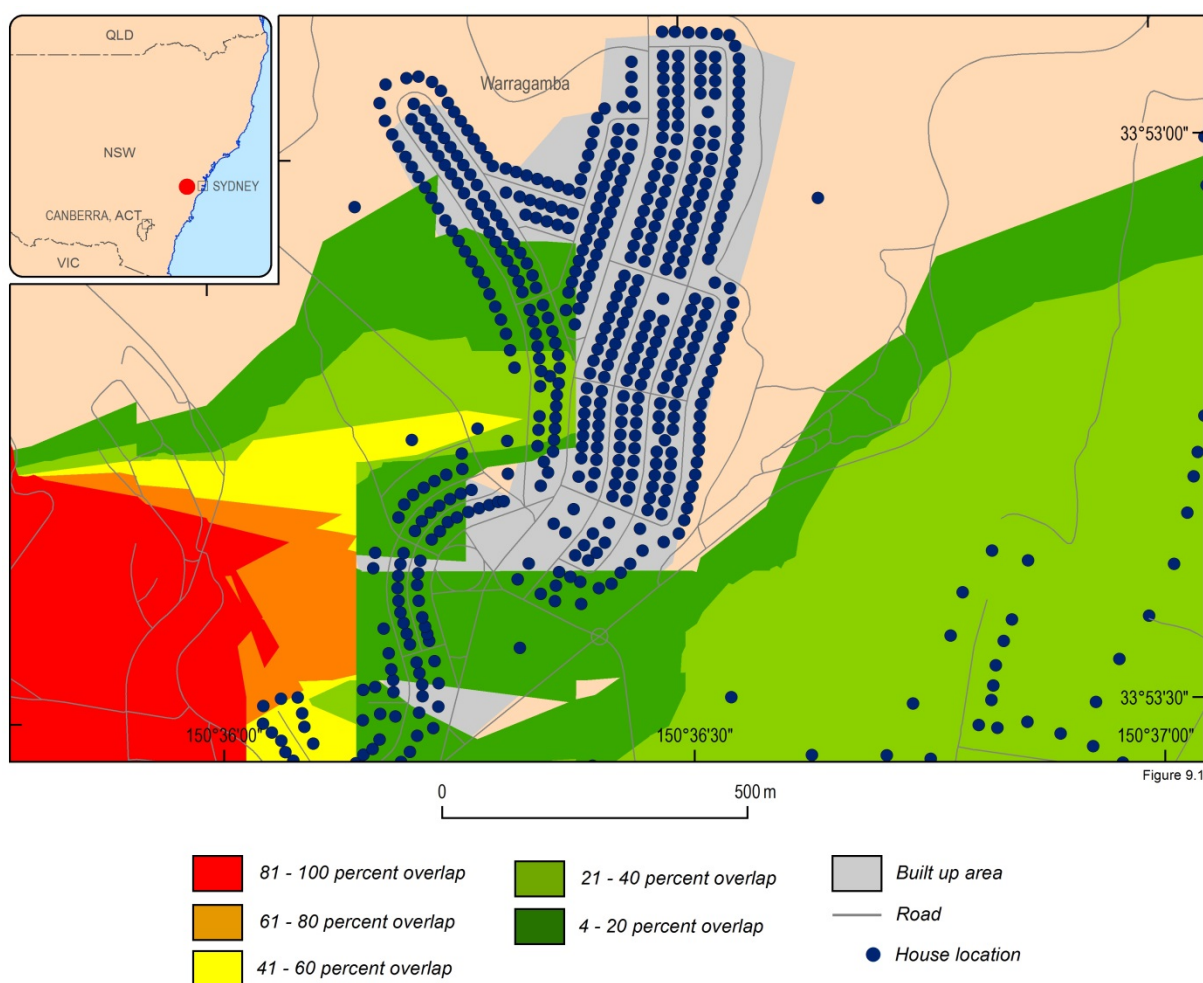 QLD
NSW
SYDNEY
CANBERRA, ACT
VIC
Warragamba
33°53'00"
33°53'30"
150°36'00"
150°36'30"
150°37'00"
Figure 9.1
0 500 m
81 - 100 percent overlap
61 - 80 percent overlap
41 - 60 percent overlap
21 - 40 percent overlap
4 - 20 percent overlap
Built up area
Road
House location